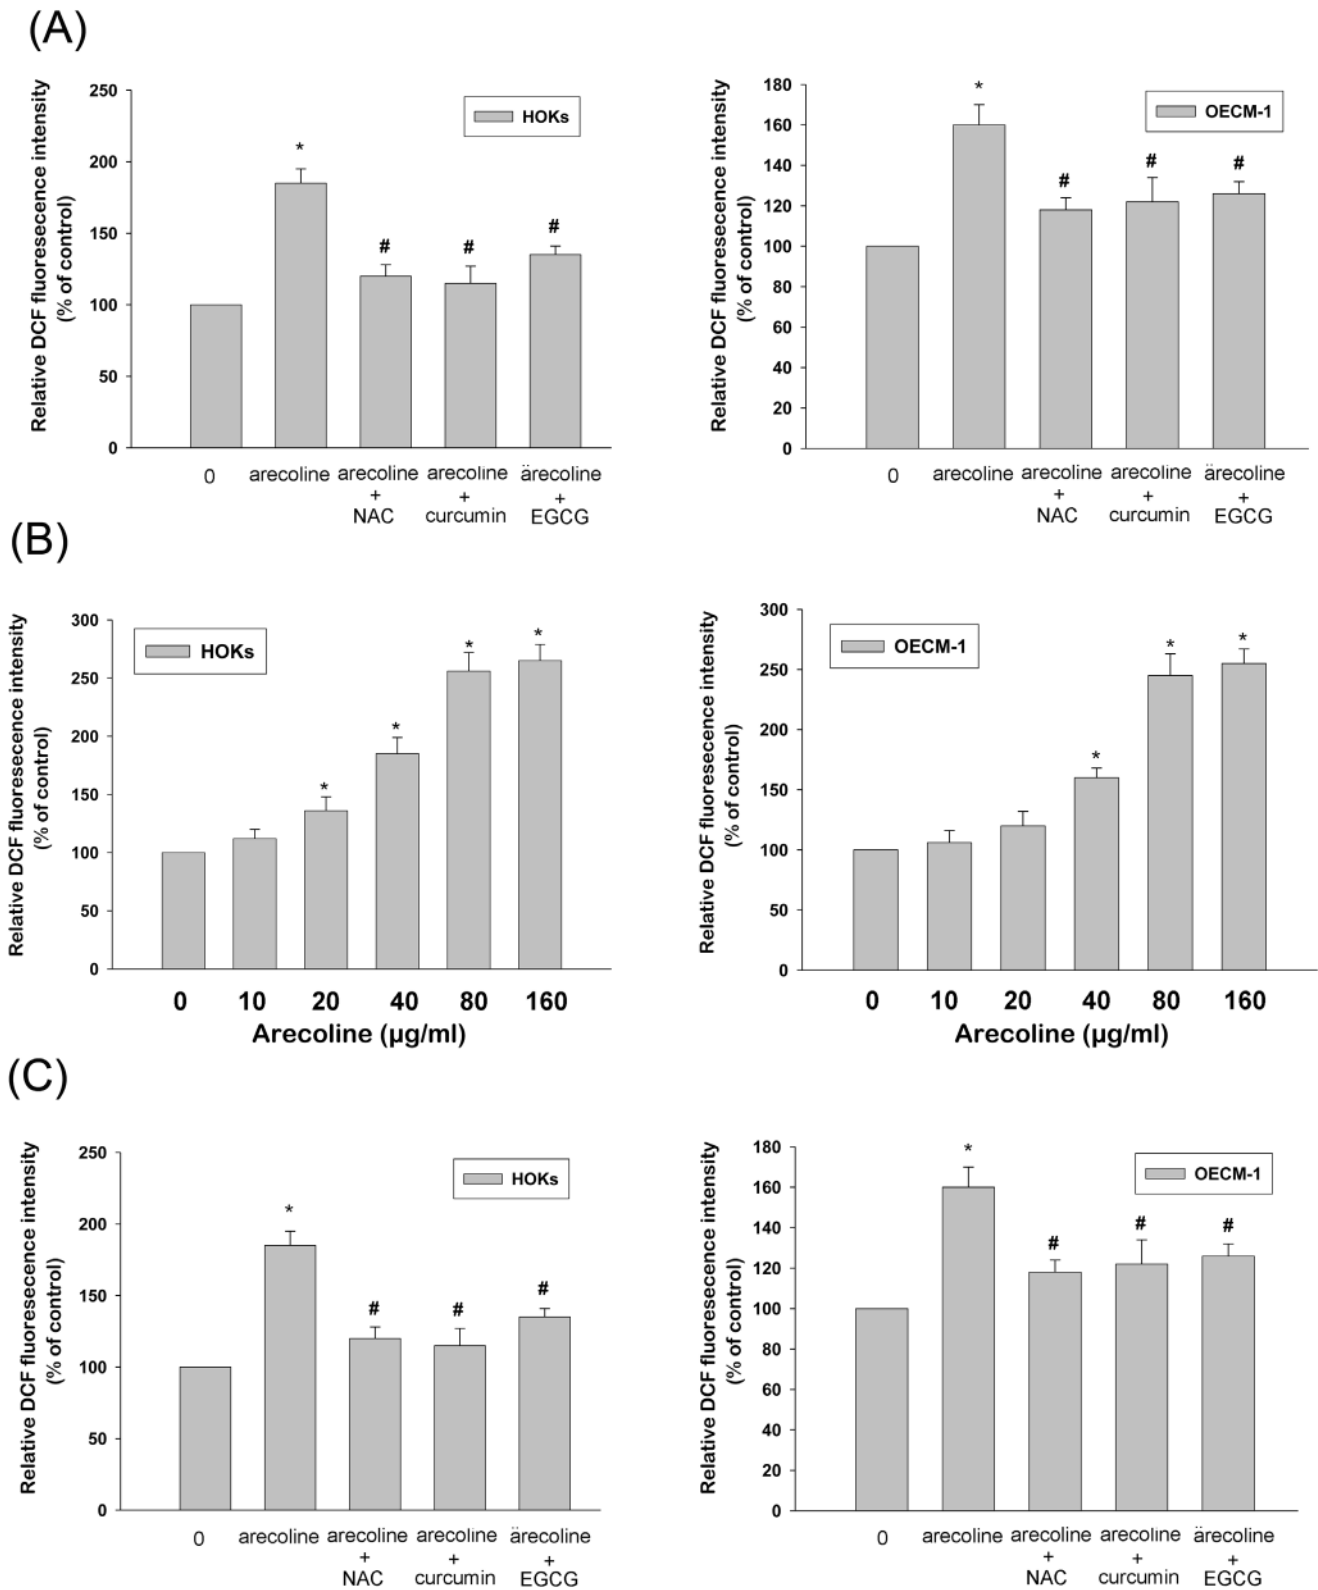 (A)
Relative DCF fluoresecence intensity
(% of control)
250
200
150
100
50
0
HOKs
*
#
#
#
0
arecoline
arecoline
+
NAC
arecoline
+
curcumin
ärecoline
+
EGCG
Relative DCF fluoresecence intensity
(% of control)
180
160
140
120
100
80
60
40
20
0
OECM-1
*
#
#
#
0
arecoline
arecoline
+
NAC
arecoline
+
curcumin
ärecoline
+
EGCG
(B)
Relative DCF fluoresecence intensity
(% of control)
300
250
200
150
100
50
0
HOKs
*
*
*
*
0 10 20 40 80 160
Arecoline (µg/ml)
Relative DCF fluoresecence intensity
(% of control)
300
250
200
150
100
50
0
OECM-1
*
*
*
0 10 20 40 80 160
Arecoline (µg/ml)
(C)
Relative DCF fluoresecence intensity
(% of control)
250
200
150
100
50
0
HOKs
*
#
#
#
0
arecoline
arecoline
+
NAC
arecoline
+
curcumin
ärecoline
+
EGCG
Relative DCF fluoresecence intensity
(% of control)
180
160
140
120
100
80
60
40
20
0
OECM-1
*
#
#
#
0
arecoline
arecoline
+
NAC
arecoline
+
curcumin
ärecoline
+
EGCG